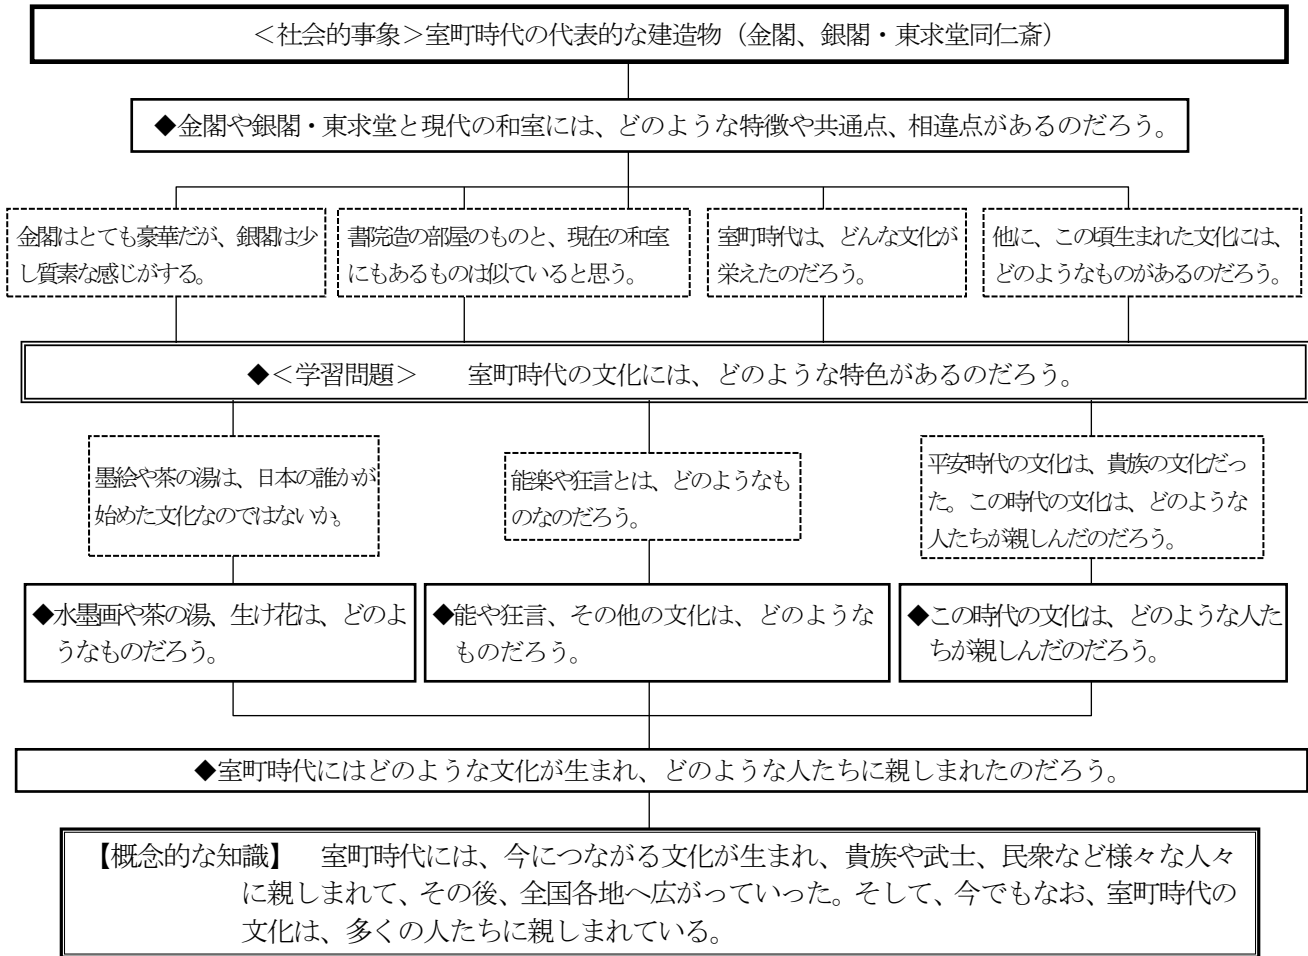 ＜社会的事象＞室町時代の代表的な建造物（金閣、銀閣・東求堂同仁斎）
◆金閣や銀閣・東求堂と現代の和室には、どのような特徴や共通点、相違点があるのだろう。
金閣はとても豪華だが、銀閣は少
し質素な感じがする。
書院造の部屋のものと、現在の和室
にもあるものは似ていると思う。
室町時代は、どんな文化が
栄えたのだろう。
他に、この頃生まれた文化には、
どのようなものがあるのだろう。
◆＜学習問題＞　室町時代の文化には、どのような特色があるのだろう。
墨絵や茶の湯は、日本の誰かが
始めた文化なのではないか。
能楽や狂言とは、どのようなも
のなのだろう。
平安時代の文化は、貴族の文化だっ
た。この時代の文化は、どのような
人たちが親しんだのだろう。
◆水墨画や茶の湯、生け花は、どのよ
うなものだろう。
◆能や狂言、その他の文化は、どのような
ものだろう。
◆この時代の文化は、どのような人た
ちが親しんだのだろう。
◆室町時代にはどのような文化が生まれ、どのような人たちに親しまれたのだろう。
【概念的な知識】　室町時代には、今につながる文化が生まれ、貴族や武士、民衆など様々な人々
に親しまれて、その後、全国各地へ広がっていった。そして、今でもなお、室町時代の
文化は、多くの人たちに親しまれている。